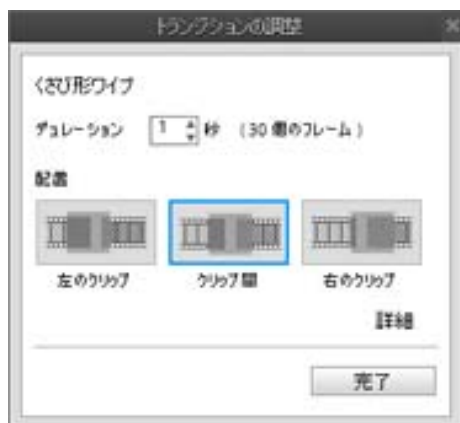 トランジションの調整
くさび形ワイプ
デュレーション 1 秒 (30 個のフレーム)
配置
左のクリップ クリップ間 右のクリップ
詳細
完了